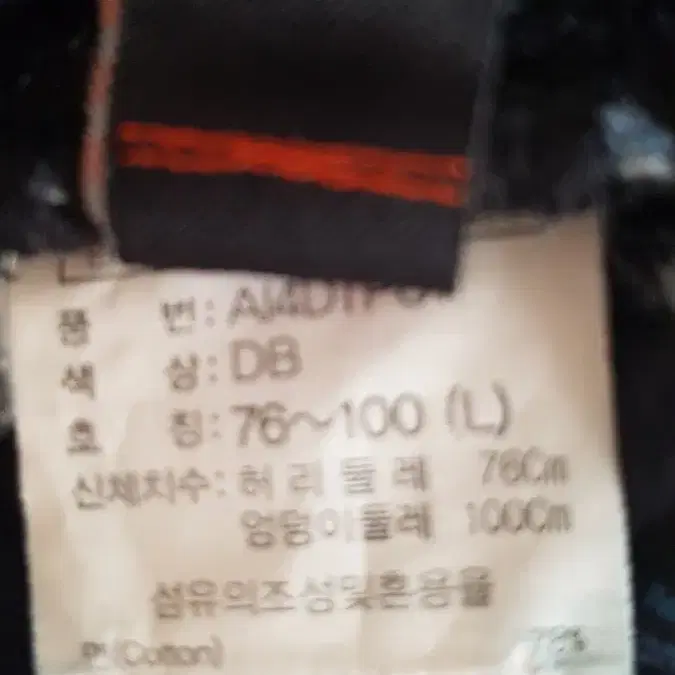 품 번:
색 상: DB
호 칭: 76~100 (L)
신체치수: 허리둘레 76Cm
엉덩이둘레 100Cm
섬유의조성및혼용율
면(Cotton)